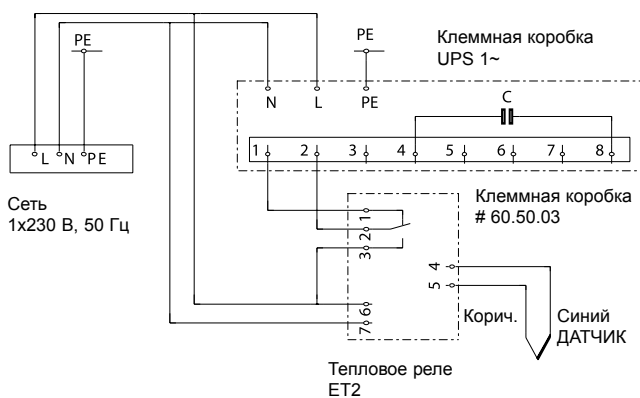 PE
PE
Клеммная коробка
UPS 1~
N L PE
C
1 2 3 4 5 6 7 8
L N PE
Сеть
1x230 В, 50 Гц
Клеммная коробка
# 60.50.03
1
2
3
4
5
6
7
Корич.
Синий
ДАТЧИК
Тепловое реле
ET2